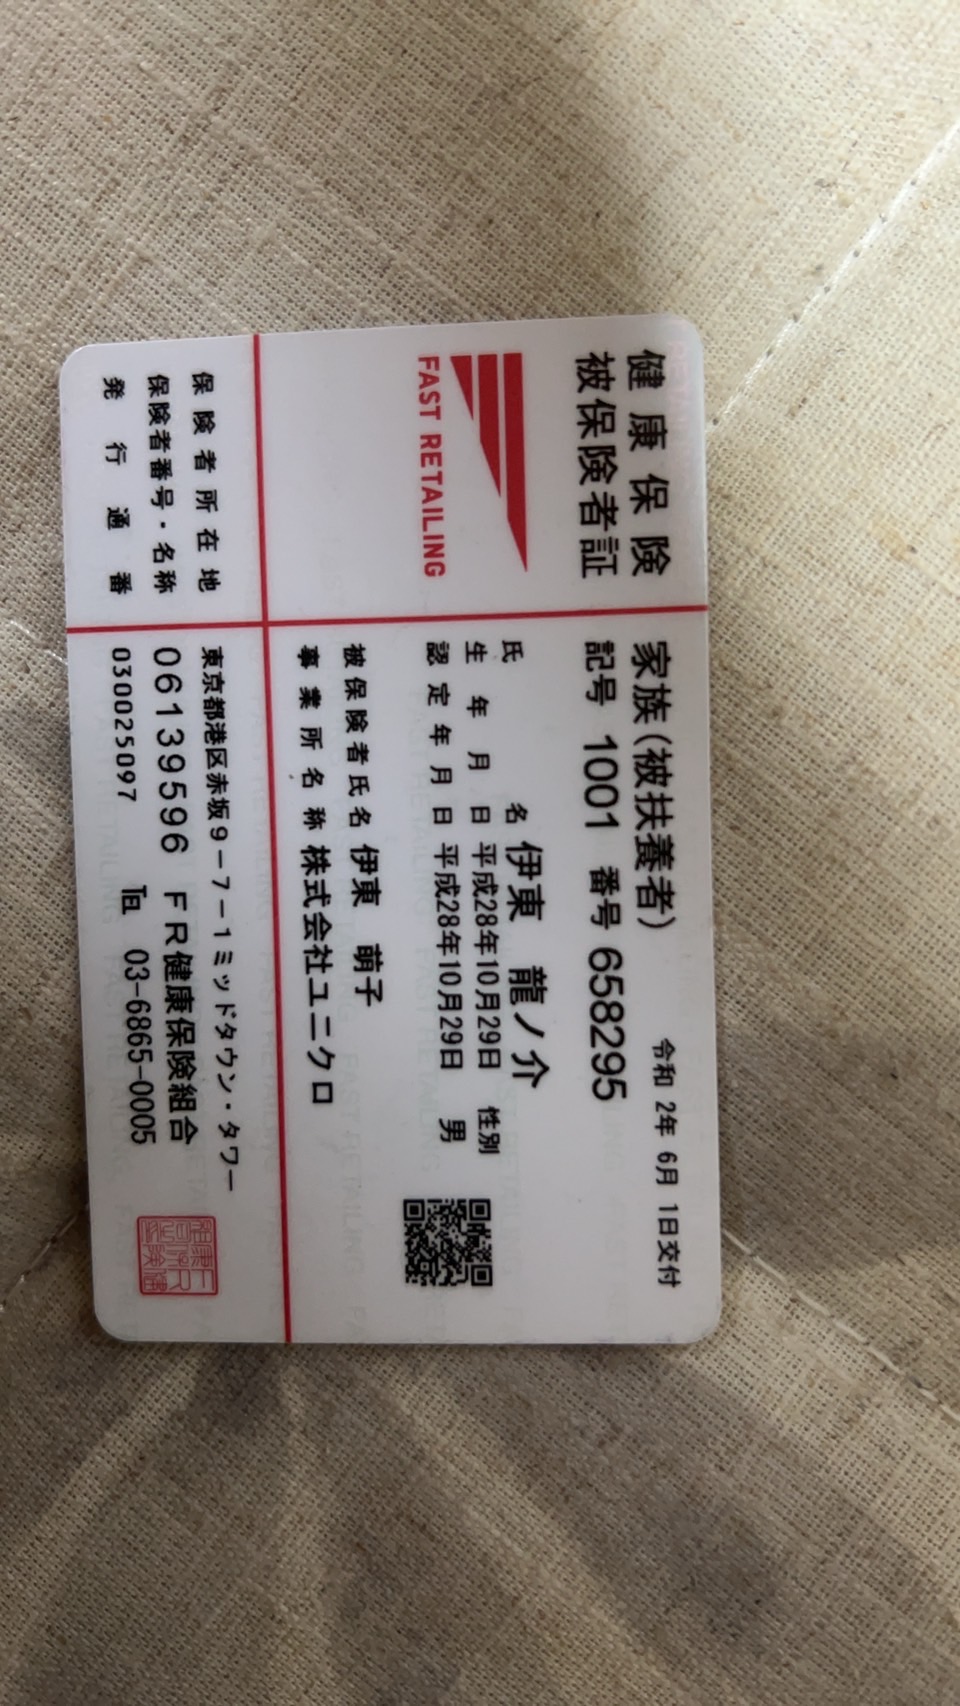 健康保険
被保険者証
FAST RETAILING
家族(被扶養者)
令和 2年 6月 1日交付
記号 1001 番号 658295
氏名 伊東 龍ノ介
生年月日 平成28年10月29日 性別
認定年月日 平成28年10月29日 男
被保険者氏名 伊東 萌子
事業所名称 株式会社ユニクロ
保険者所在地 東京都港区赤坂9-7-1ミッドタウン・タワー
保険者番号・名称 06139596 FR健康保険組合
発行通番 030025097 ℡ 03-6865-0005